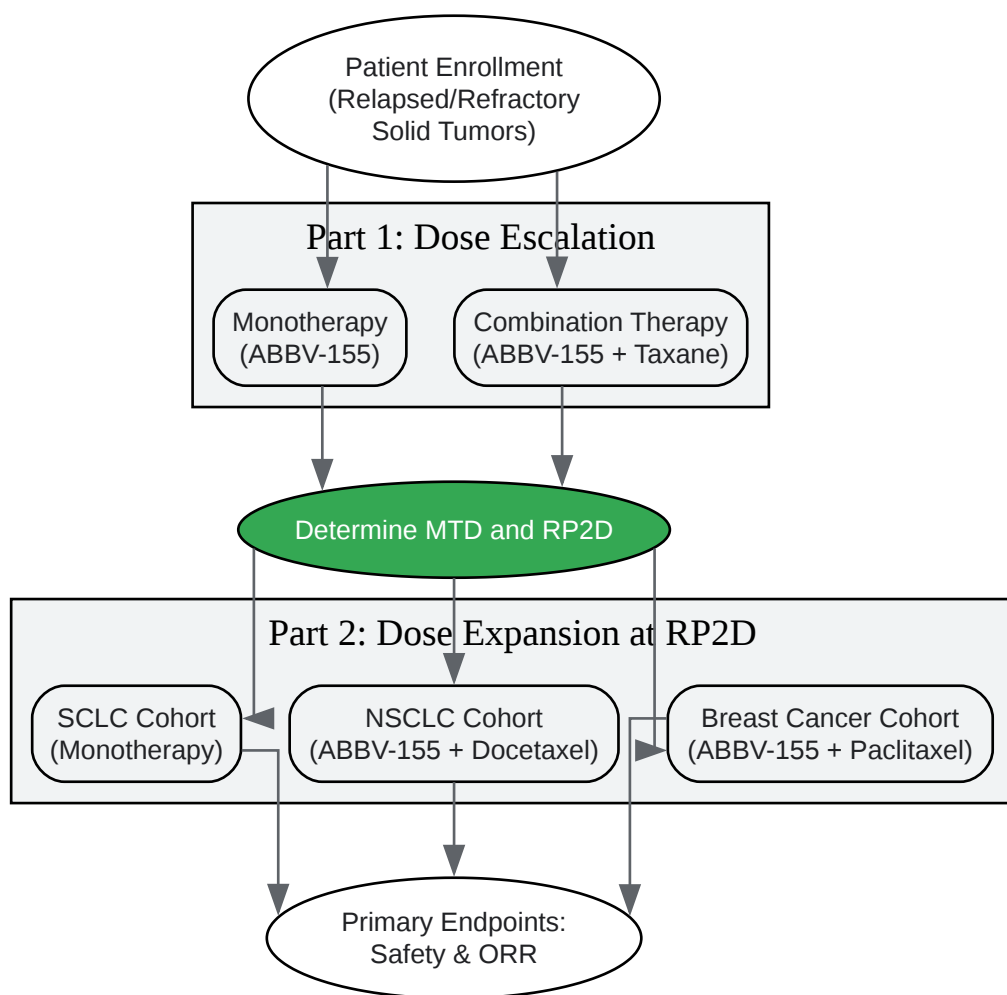 Patient Enrollment
(Relapsed/Refractory
Solid Tumors)
Part 1: Dose Escalation
Monotherapy
(ABBV-155)
Combination Therapy
(ABBV-155 + Taxane)
Determine MTD and RP2D
Part 2: Dose Expansion at RP2D
SCLC Cohort
(Monotherapy)
NSCLC Cohort
(ABBV-155 + Docetaxel)
Breast Cancer Cohort
(ABBV-155 + Paclitaxel)
Primary Endpoints:
Safety & ORR